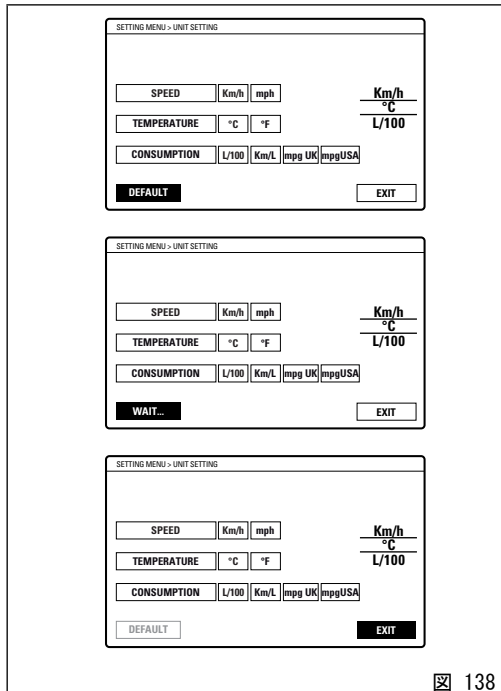 SETTING MENU > UNIT SETTING
SPEED Km/h mph Km/h
°C
TEMPERATURE °C °F L/100
CONSUMPTION L/100 Km/L mpg UK mpgUSA
DEFAULT EXIT
SETTING MENU > UNIT SETTING
SPEED Km/h mph Km/h
°C
TEMPERATURE °C °F L/100
CONSUMPTION L/100 Km/L mpg UK mpgUSA
WAIT... EXIT
SETTING MENU > UNIT SETTING
SPEED Km/h mph Km/h
°C
TEMPERATURE °C °F L/100
CONSUMPTION L/100 Km/L mpg UK mpgUSA
DEFAULT EXIT
図 138